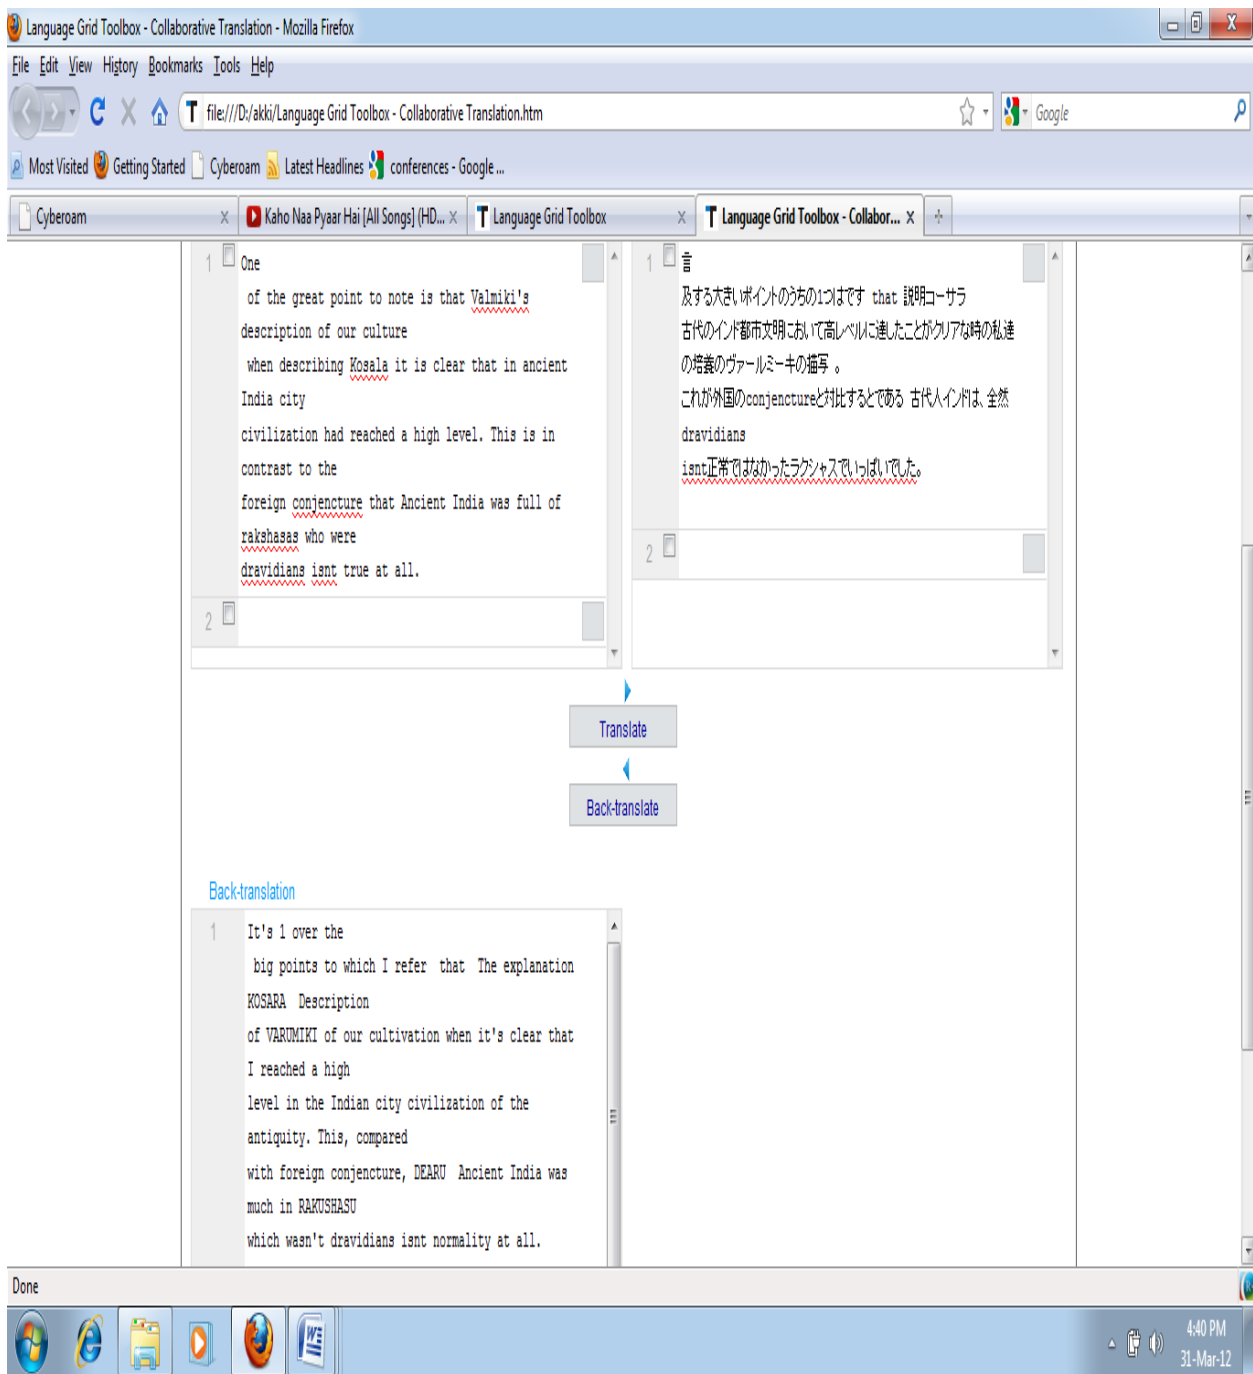 Language Grid Toolbox - Collaborative Translation - Mozilla Firefox
File Edit View History Bookmarks Tools Help
file:///D:/akki/Language Grid Toolbox - Collaborative Translation.htm
Google
Most Visited Getting Started Cyberoam Latest Headlines conferences - Google ...
Cyberoam
Kaho Naa Pyaar Hai [All Songs] (HD...
Language Grid Toolbox
Language Grid Toolbox - Collabor...
1 One
of the great point to note is that Valmiki's
description of our culture
when describing Kosala it is clear that in ancient
India city
civilization had reached a high level. This is in
contrast to the
foreign conjencture that Ancient India was full of
rakshasas who were
dravidians isnt true at all.
2
1 言
及する大きいポイントのうちの1つはです that 説明コーサラ
古代のインド都市文明において高レベルに達したことがクリアな時の私達
の培養のヴァールミーキの描写 。
これが外国のconjenctureと対比するとである 古代人インドは、全然
dravidians
isnt正常ではなかったラクシャスでいっぱいでした。
2
Translate
Back-translate
Back-translation
1 It's 1 over the
big points to which I refer that The explanation
KOSARA Description
of VARUMIKI of our cultivation when it's clear that
I reached a high
level in the Indian city civilization of the
antiquity. This, compared
with foreign conjencture, DEARU Ancient India was
much in RAKUSHASU
which wasn't dravidians isnt normality at all.
Done
4:40 PM
31-Mar-12